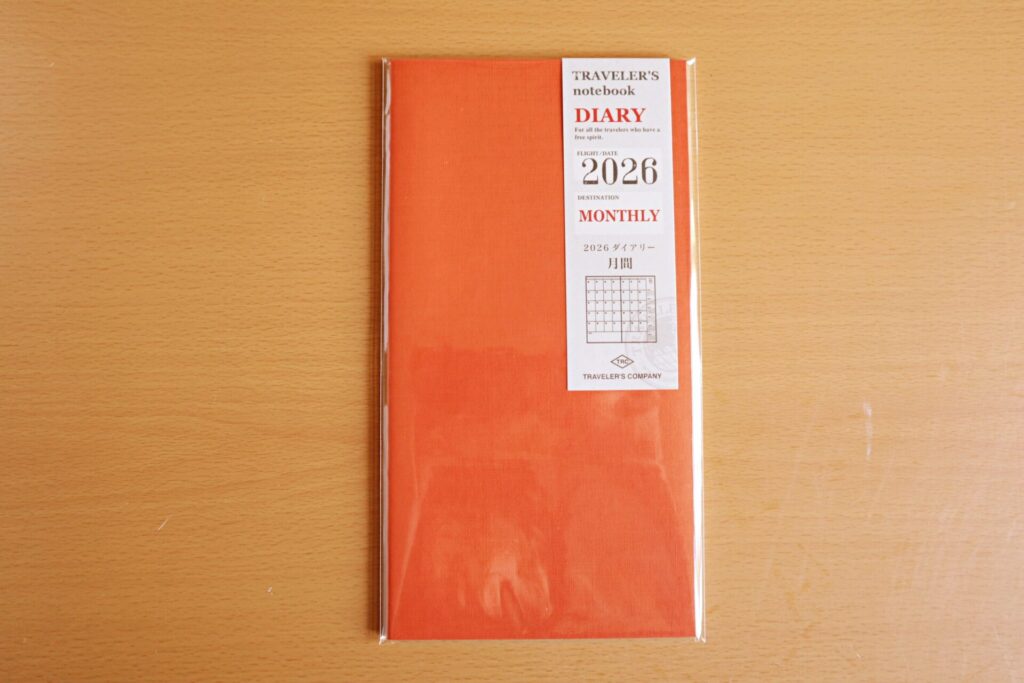 TRAVELER'S
notebook
DIARY
For all the travelers who have a
free spirit.
FLIGHT/DATE
2026
DESTINATION
MONTHLY
2026 ダイアリー
月間
TRC
TRAVELER'S COMPANY